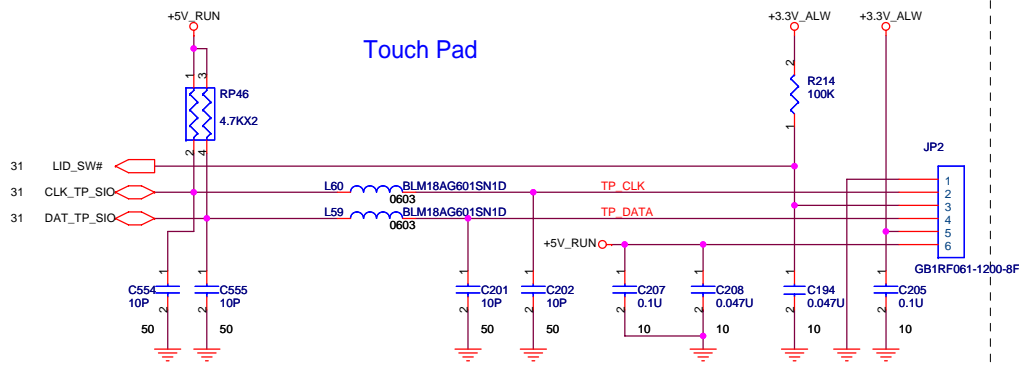 +5V_RUN
+3.3V_ALW
+3.3V_ALW
Touch Pad
1
3
RP46
4.7KX2
2
4
2
R214
100K
1
JP2
31 LID_SW#
31 CLK_TP_SIO
L60 BLM18AG601SN1D
0603
TP_CLK
31 DAT_TP_SIO
L59 BLM18AG601SN1D
0603
TP_DATA
1
2
3
4
5
6
+5V_RUN
GB1RF061-1200-8F
1
C554
10P
2
50
1
C555
10P
2
50
1
C201
10P
2
50
1
C202
10P
2
50
1
C207
0.1U
2
10
1
C208
0.047U
2
10
1
C194
0.047U
2
10
1
C205
0.1U
2
10